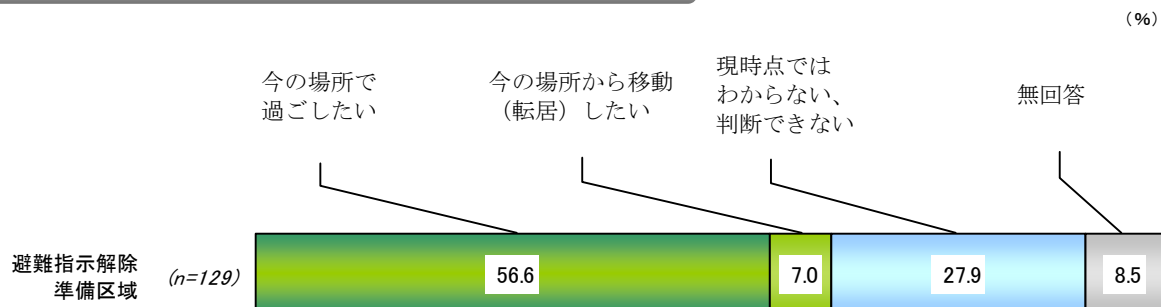 （%）
今の場所で
過ごしたい
今の場所から移動
（転居）したい
現時点では
わからない、
判断できない
無回答
避難指示解除
準備区域
(n=129)
56.6
7.0
27.9
8.5